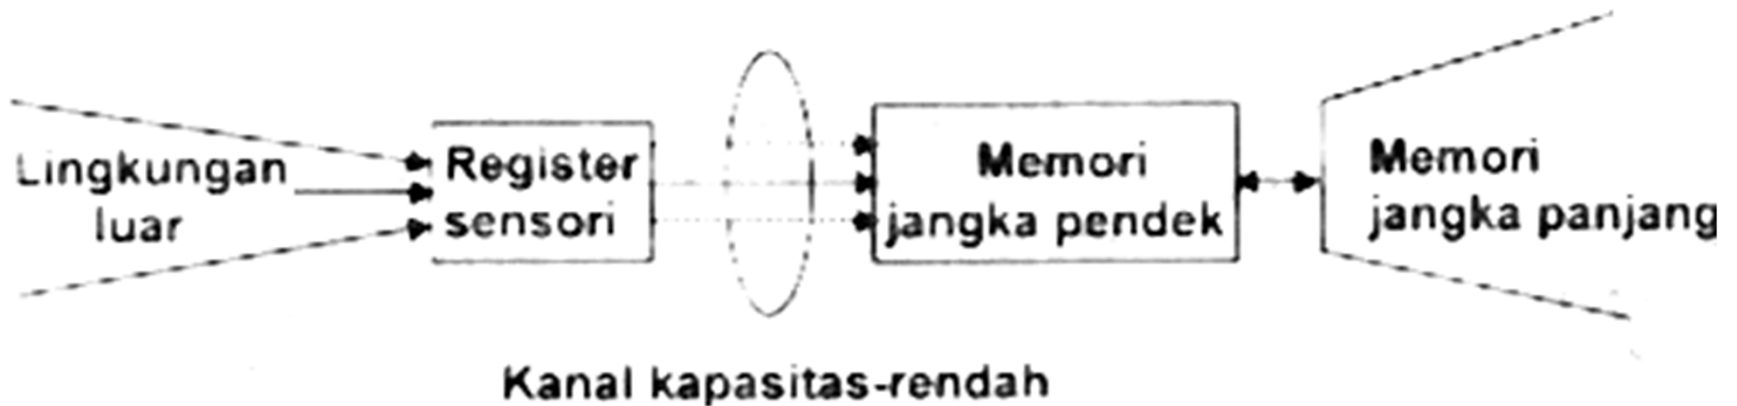 Lingkungan
luar
Register
sensori
Memori
jangka pendek
Memori
jangka panjang
Kanal kapasitas-rendah